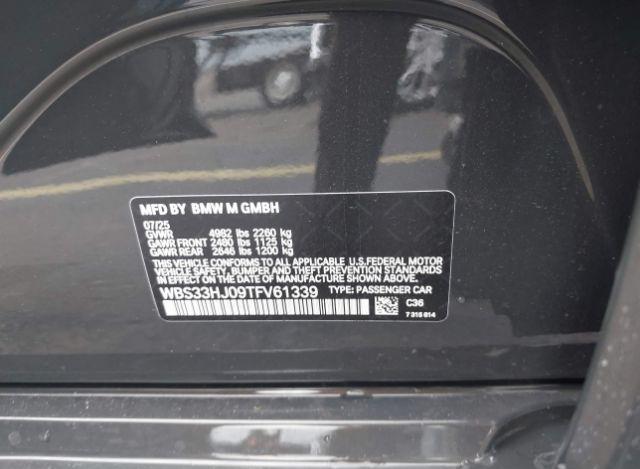 MFD BY BMW M GMBH
07/25
GVWR 4982 lbs 2260 kg
GAWR FRONT 2480 lbs 1125 kg
GAWR REAR 2646 lbs 1200 kg
THIS VEHICLE CONFORMS TO ALL APPLICABLE U.S.FEDERAL MOTOR
VEHICLE SAFETY, BUMPER, AND THEFT PREVENTION STANDARDS
IN EFFECT ON THE DATE OF MANUFACTURE SHOWN ABOVE.
WBS33HJ09TFV61339 TYPE: PASSENGER CAR
C36
7 315 814